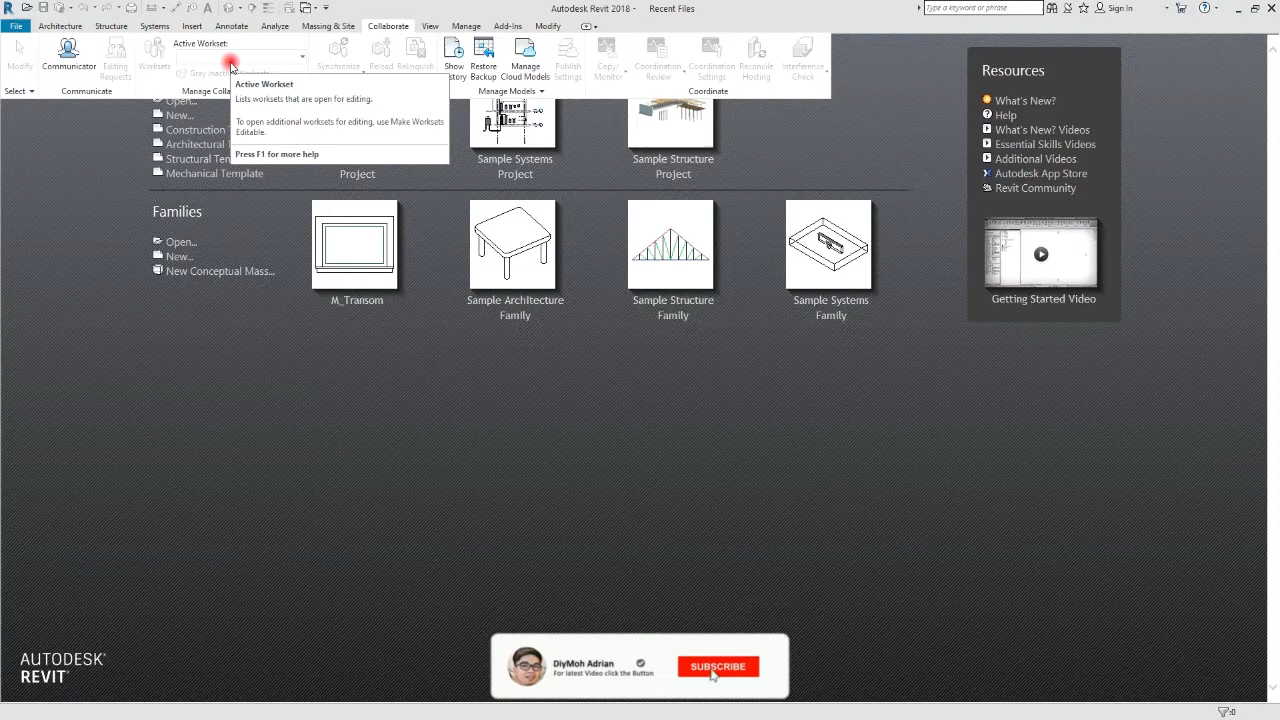 Autodesk Revit 2018 -     Recent Files
Type a keyword or phrase
Sign In
File
Architecture
Structure
Systems
Insert
Annotate
Analyze
Massing & Site
Collaborate
View
Manage
Add-Ins
Modify
Modify
Communicator
Editing
Requests
Worksets
Active Workset:
Gray Inactive Worksets
Synchronize
Reload
Relinquish
Show
History
Restore
Backup
Manage
Cloud Models
Publish
Settings
Copy/
Monitor
Coordination
Review
Coordination
Settings
Reconcile
Hosting
Interference
Check
Select
Communicate
Manage Colla
Manage Models
Coordinate
Active Workset
Lists worksets that are open for editing.
To open additional worksets for editing, use Make Worksets
Editable.
Press F1 for more help
Open...
New...
Construction
Architectural
Structural Tem
Mechanical Template
Project
Sample Systems
Project
Sample Structure
Project
Families
Open...
New...
New Conceptual Mass...
M_Transom
Sample Architecture
Family
Sample Structure
Family
Sample Systems
Family
Resources
What's New?
Help
What's New? Videos
Essential Skills Videos
Additional Videos
Autodesk App Store
Revit Community
Getting Started Video
AUTODESK®
REVIT®
DiyMoh Adrian
For latest Video click the Button
SUBSCRIBE
:0